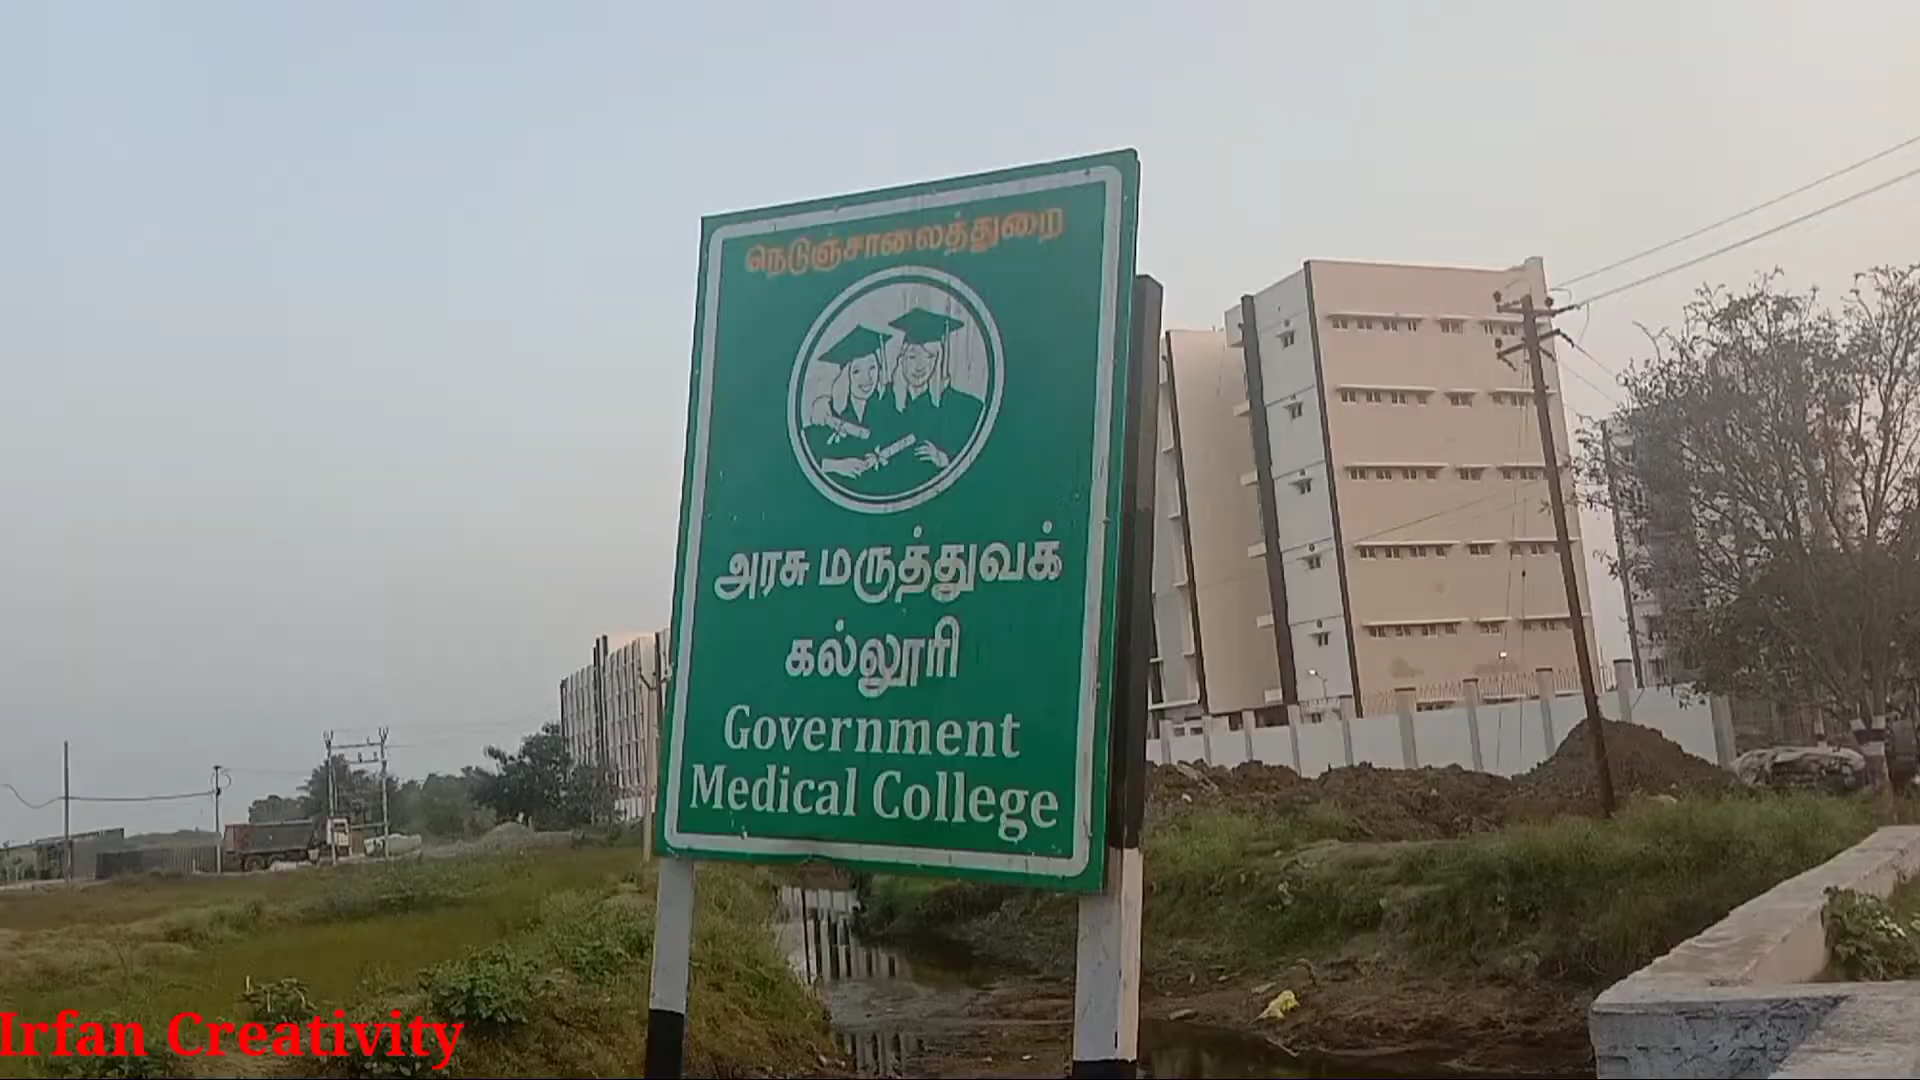 நெடுஞ்சாலைத்துறை
அரசு மருத்துவக்
கல்லூரி
Government
Medical College
Irfan Creativity